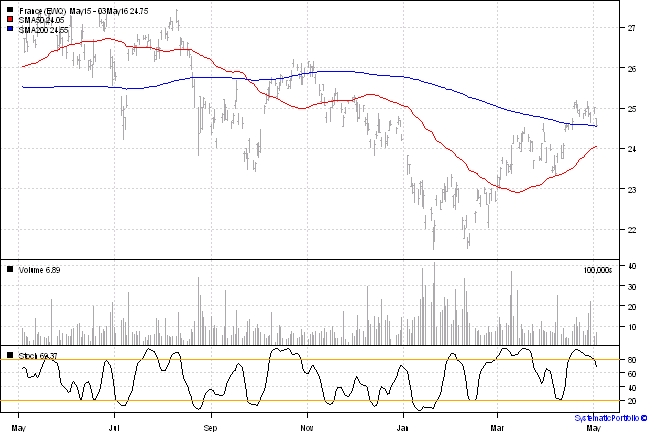 France (EWQ) May15 - 03May16 24.75
SMA50 24.05
SMA200 24.55
27
26
25
24
23
22
Volume 6.89
100,000s
40
30
20
10
Stoch 69.37
80
60
40
20
May
Jul
Sep
Nov
Jan
Mar
May
SystematicPortfolio ©